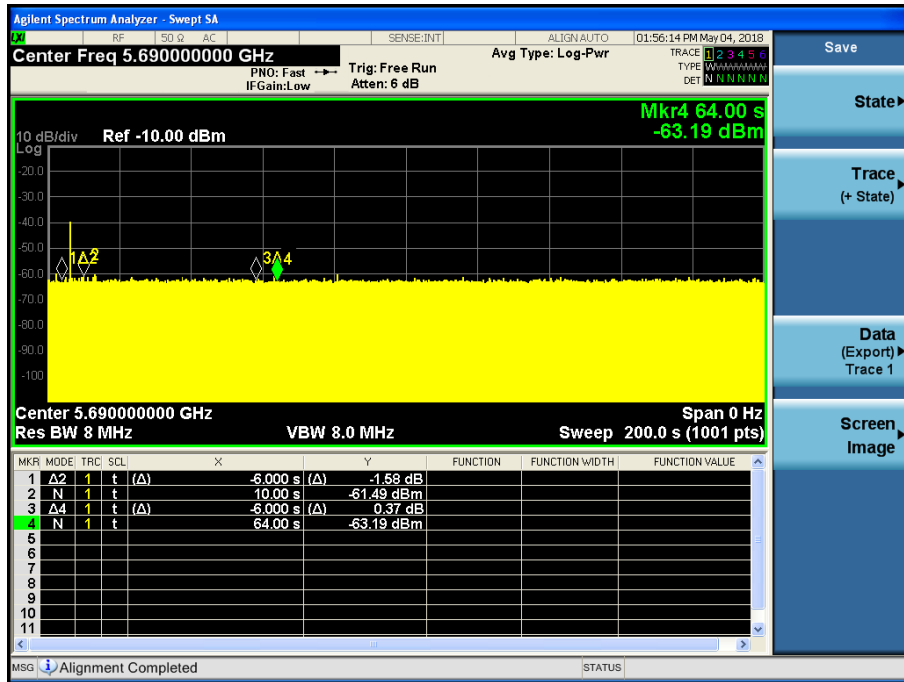 Agilent Spectrum Analyzer - Swept SA
LXI RF 50 Ω AC SENSE:INT ALIGN AUTO 01:56:14 PM May 04, 2018
Center Freq 5.690000000 GHz
PNO: Fast
IFGain:Low
Trig: Free Run
Atten: 6 dB
Avg Type: Log-Pwr
TRACE 1 2 3 4 5 6
TYPE WWWWWW
DET N N N N N N
Mkr4 64.00 s
-63.19 dBm
10 dB/div Ref -10.00 dBm
Log
-20.0
-30.0
-40.0
-50.0
-60.0
-70.0
-80.0
-90.0
-100
1Δ2
3Δ4
Center 5.690000000 GHz Span 0 Hz
Res BW 8 MHz VBW 8.0 MHz Sweep 200.0 s (1001 pts)
MKR MODE TRC SCL X Y FUNCTION FUNCTION WIDTH FUNCTION VALUE
1 Δ2 1 t (Δ) -6.000 s (Δ) -1.58 dB
2 N 1 t 10.00 s -61.49 dBm
3 Δ4 1 t (Δ) -6.000 s (Δ) 0.37 dB
4 N 1 t 64.00 s -63.19 dBm
5
6
7
8
9
10
11
MSG Alignment Completed STATUS
Save
State
Trace
(+ State)
Data
(Export)
Trace 1
Screen
Image